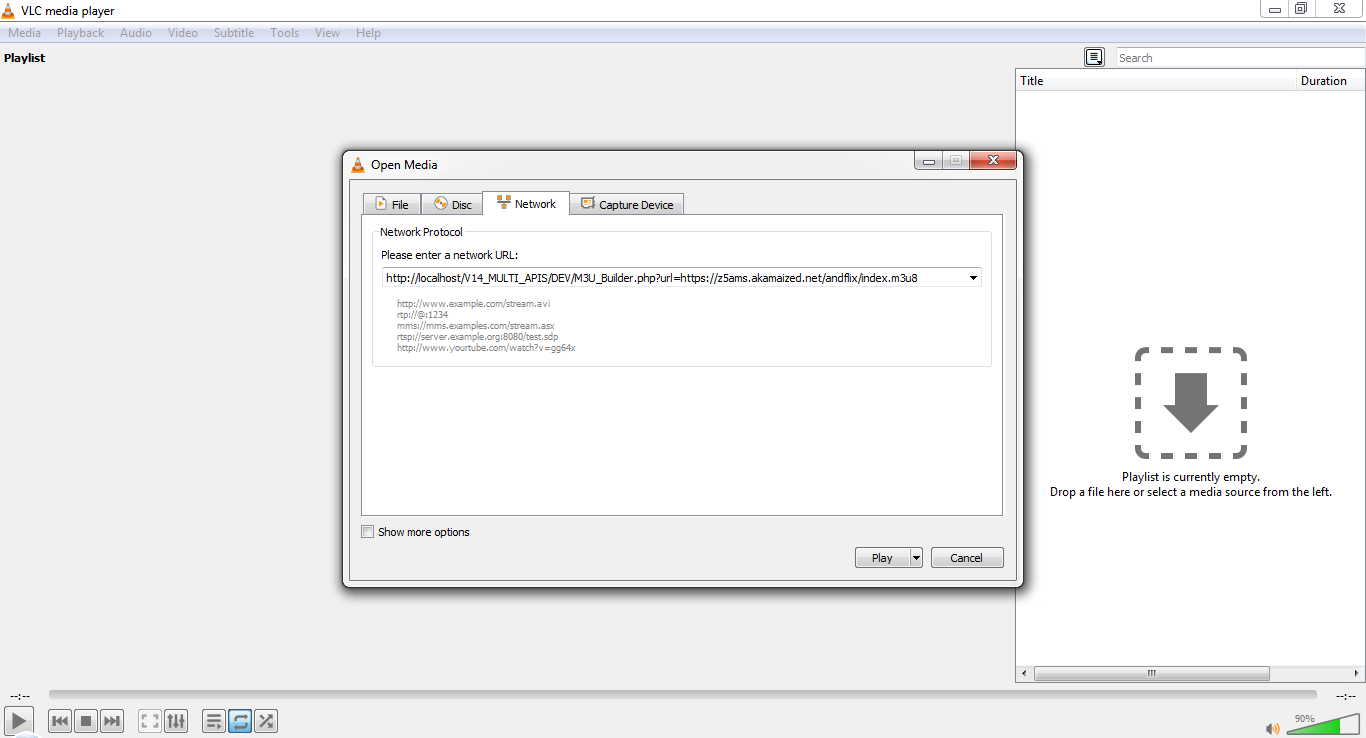 VLC media player
Media Playback Audio Video Subtitle Tools View Help
Playlist
Search
Title Duration
Open Media
File Disc Network Capture Device
Network Protocol
Please enter a network URL:
http://localhost/V14_MULTI_APIS/DEV/M3U_Builder.php?url=https://z5ams.akamaized.net/andflix/index.m3u8
http://www.example.com/stream.avi
rtp://@:1234
mms://mms.examples.com/stream.asx
rtsp://server.example.org:8080/test.sdp
http://www.yourtube.com/watch?v=gg64x
Playlist is currently empty.
Drop a file here or select a media source from the left.
Show more options
Play Cancel
--:-- --:--
90%